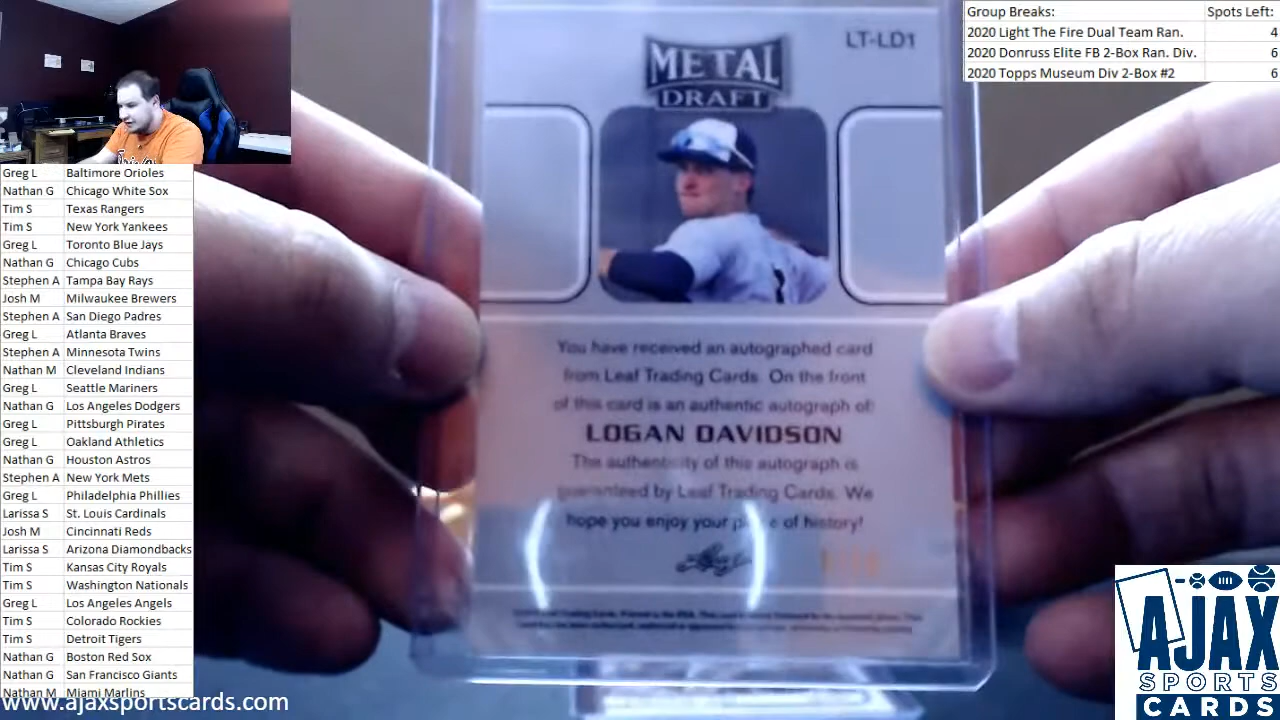 Group Breaks: Spots Left:
2020 Light The Fire Dual Team Ran. 4
2020 Donruss Elite FB 2-Box Ran. Div. 6
2020 Topps Museum Div 2-Box #2 6
Greg L Baltimore Orioles
Nathan G Chicago White Sox
Tim S Texas Rangers
Tim S New York Yankees
Greg L Toronto Blue Jays
Nathan G Chicago Cubs
Stephen A Tampa Bay Rays
Josh M Milwaukee Brewers
Stephen A San Diego Padres
Greg L Atlanta Braves
Stephen A Minnesota Twins
Nathan M Cleveland Indians
Greg L Seattle Mariners
Nathan G Los Angeles Dodgers
Greg L Pittsburgh Pirates
Greg L Oakland Athletics
Nathan G Houston Astros
Stephen A New York Mets
Greg L Philadelphia Phillies
Larissa S St. Louis Cardinals
Josh M Cincinnati Reds
Larissa S Arizona Diamondbacks
Tim S Kansas City Royals
Tim S Washington Nationals
Greg L Los Angeles Angels
Tim S Colorado Rockies
Tim S Detroit Tigers
Nathan G Boston Red Sox
Nathan G San Francisco Giants
Nathan M Miami Marlins
www.ajaxsportscards.com
LT-LD1
METAL
DRAFT
1
You have received an autographed card
from Leaf Trading Cards. On the front
of this card is an authentic autograph of:
LOGAN DAVIDSON
The authenticity of this autograph is
guaranteed by Leaf Trading Cards. We
hope you enjoy your piece of history!
Leaf
AJAX
SPORTS
CARDS